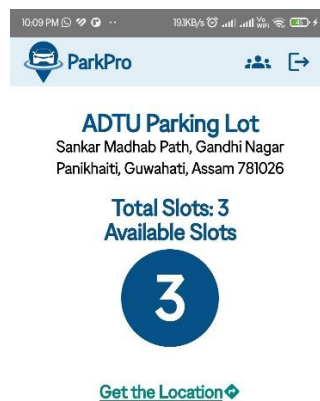 10:09 PM
19.1KB/s
ParkPro
ADTU Parking Lot
Sankar Madhab Path, Gandhi Nagar
Panikhaiti, Guwahati, Assam 781026
Total Slots: 3
Available Slots
3
Get the Location